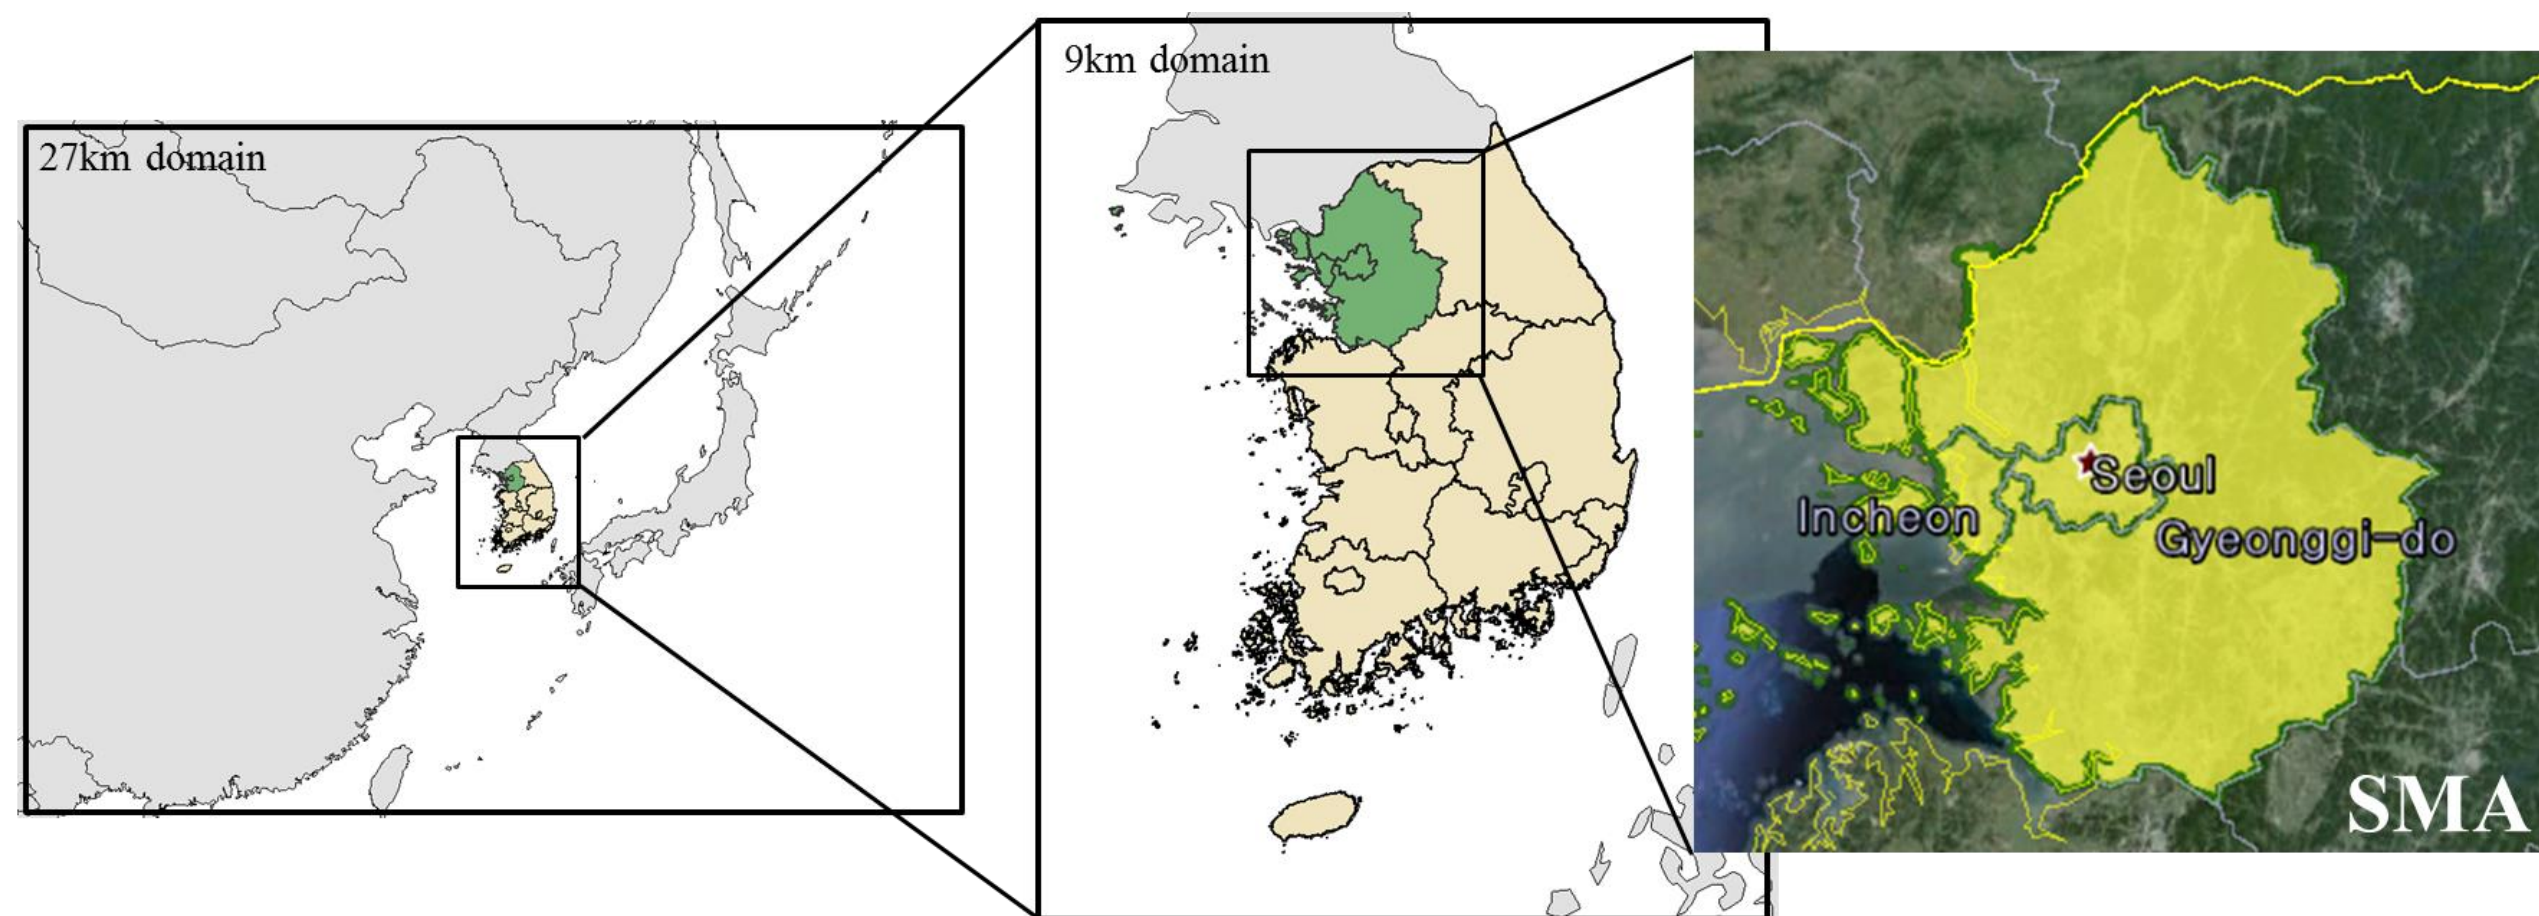 27km domain
9km domain
Seoul
Incheon
Gyeonggi-do
SMA